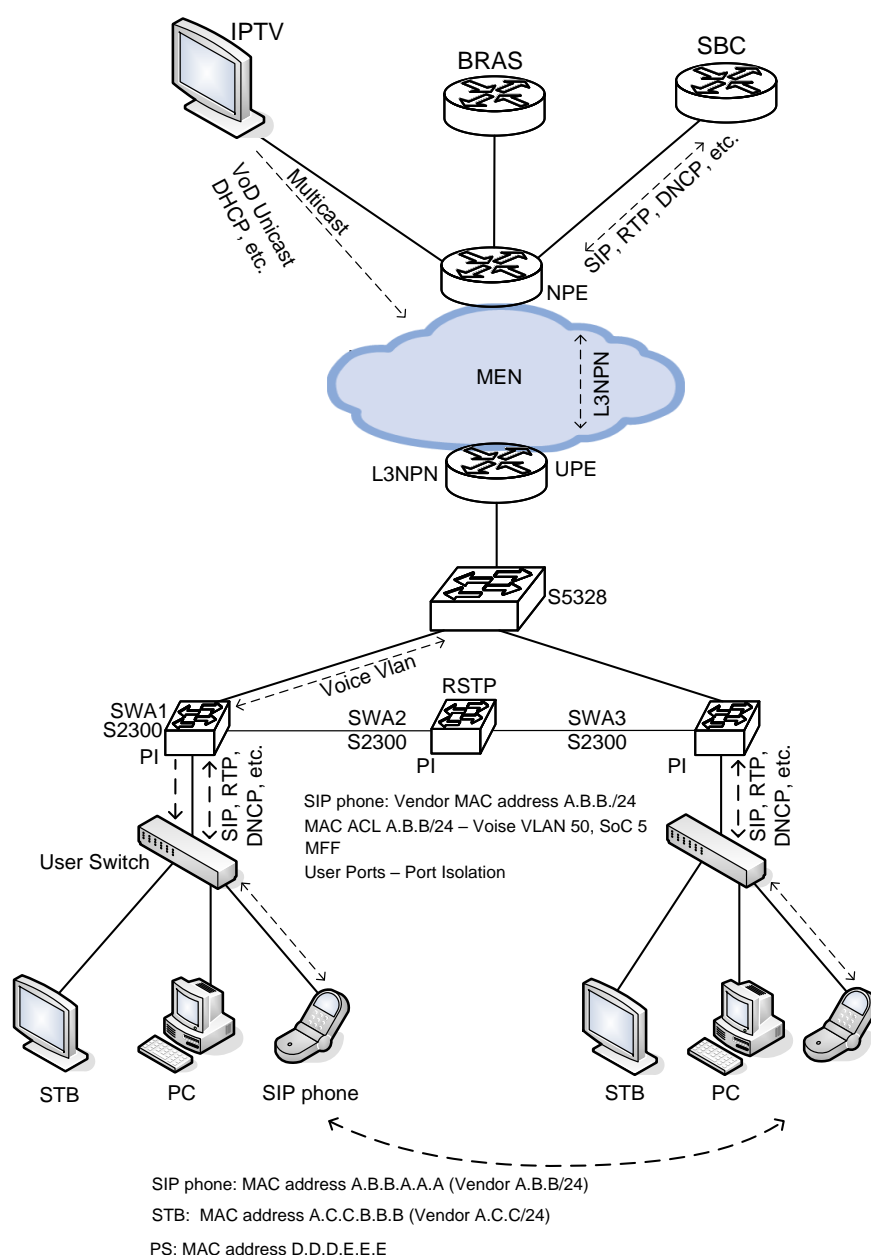 IPTV
BRAS
SBC
VoD Unicast
DHCP, etc.
Multicast
SIP, RTP, DNCP, etc.
NPE
MEN
L3NPN
L3NPN
UPE
S5328
Voice Vlan
RSTP
SWA1
S2300
SWA2
S2300
SWA3
S2300
PI
PI
PI
SIP, RTP,
DNCP, etc.
SIP, RTP,
DNCP, etc.
SIP phone: Vendor MAC address A.B.B./24
MAC ACL A.B.B/24 – Voise VLAN 50, SoC 5
MFF
User Ports – Port Isolation
User Switch
STB
PC
SIP phone
STB
PC
SIP phone: MAC address A.B.B.A.A.A (Vendor A.B.B/24)
STB: MAC address A.C.C.B.B.B (Vendor A.C.C/24)
PS: MAC address D.D.D.E.E.E